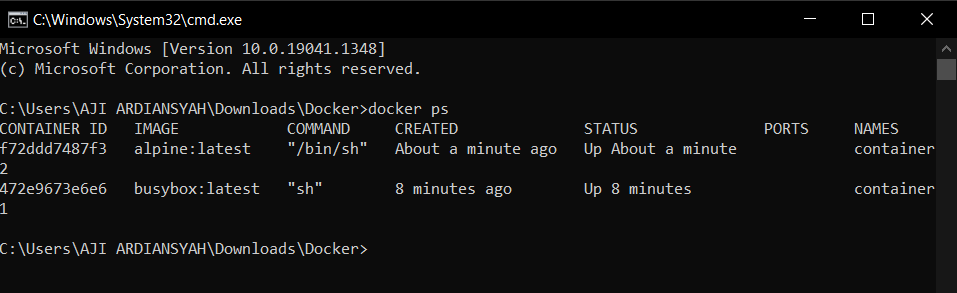 C:\Windows\System32\cmd.exe
Microsoft Windows [Version 10.0.19041.1348]
(c) Microsoft Corporation. All rights reserved.
C:\Users\AJI ARDIANSYAH\Downloads\Docker>docker ps
CONTAINER ID   IMAGE            COMMAND     CREATED              STATUS              PORTS     NAMES
f72ddd7487f3   alpine:latest    "/bin/sh"   About a minute ago   Up About a minute             container
2
472e9673e6e6   busybox:latest   "sh"        8 minutes ago        Up 8 minutes                  container
1
C:\Users\AJI ARDIANSYAH\Downloads\Docker>